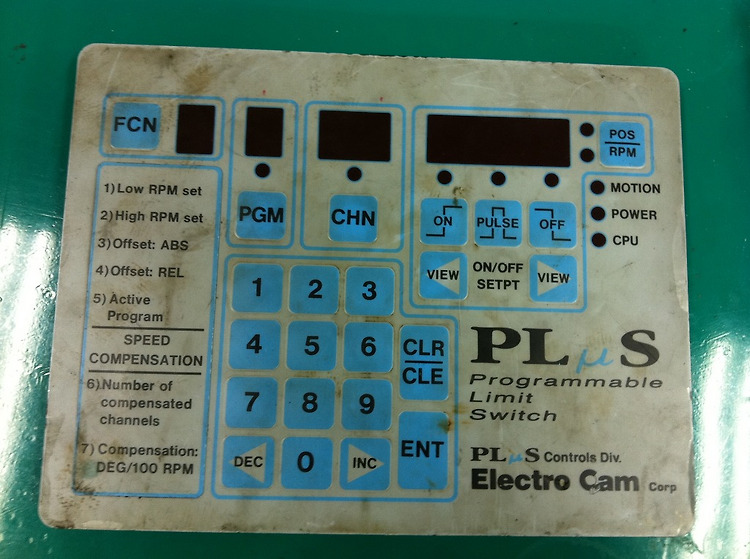 FCN
PGM
CHN
POS
RPM
MOTION
POWER
CPU
ON
PULSE
OFF
VIEW
ON/OFF
SETPT
VIEW
1) Low RPM set
2) High RPM set
3) Offset: ABS
4) Offset: REL
5) Active
Program
SPEED
COMPENSATION
6) Number of
compensated
channels
7) Compensation:
DEG/100 RPM
1 2 3
4 5 6
CLR
CLE
7 8 9
DEC 0 INC
ENT
PLμS
Programmable
Limit
Switch
PLμS Controls Div.
Electro Cam Corp